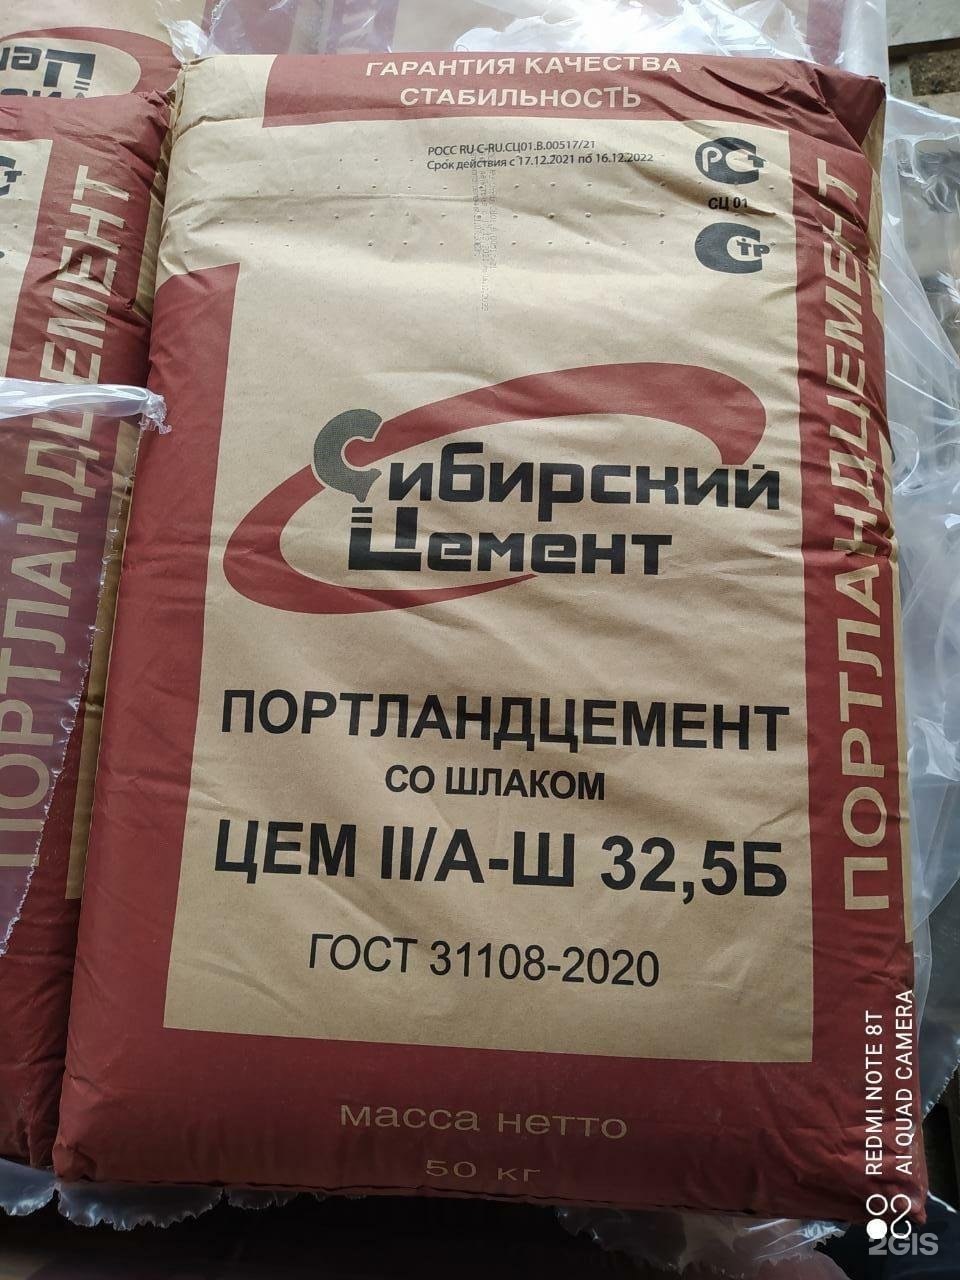 ГАРАНТИЯ КАЧЕСТВА
СТАБИЛЬНОСТЬ
РОСС RU C-RU.СЦ01.В.00517/21
Срок действия с 17.12.2021 по 16.12.2022
СЦ 01
Сибирский
Цемент
ПОРТЛАНДЦЕМЕНТ
СО ШЛАКОМ
ЦЕМ II/А-Ш 32,5Б
ГОСТ 31108-2020
масса нетто
50 кг
ПОРТЛАНДЦЕМЕНТ
ПОРТЛАНДЦЕМЕНТ
REDMI NOTE 8T
AI QUAD CAMERA
2GIS